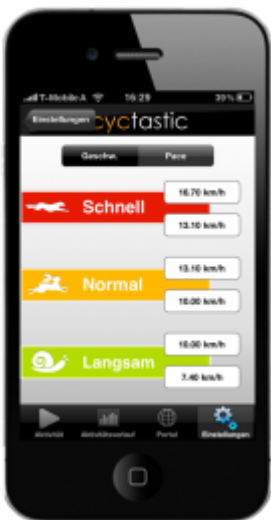 T-Mobile A 16:29 39%
Einstellungen cyctastic
Geschw. Pace
16.70 km/h
Schnell
13.10 km/h
13.10 km/h
Normal
10.00 km/h
10.00 km/h
Langsam
7.40 km/h
Aktivität Aktivitätsverlauf Portal Einstellungen